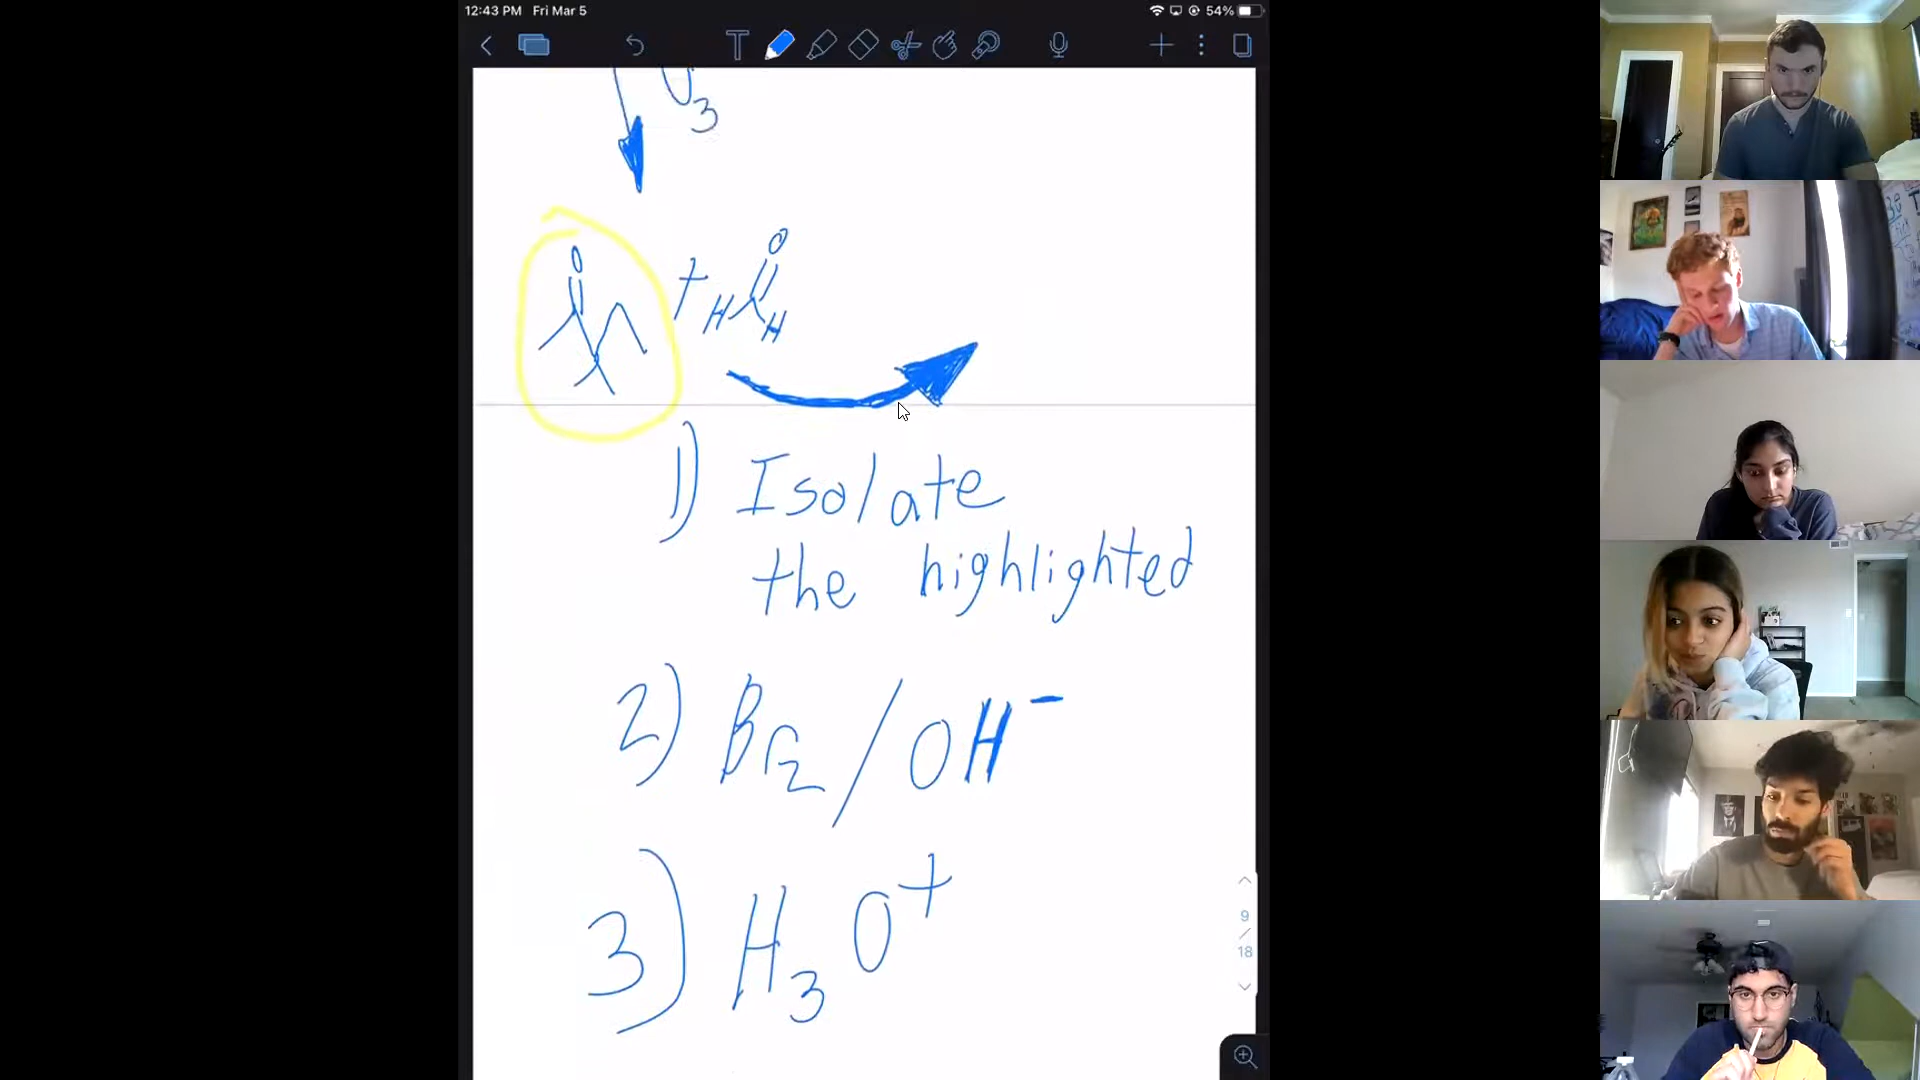 12:43 PM Fri Mar 5
54%
T
O3
O
O
+ H H
1) Isolate
the highlighted
2) Br2/OH-
3) H3O+
9
/
18